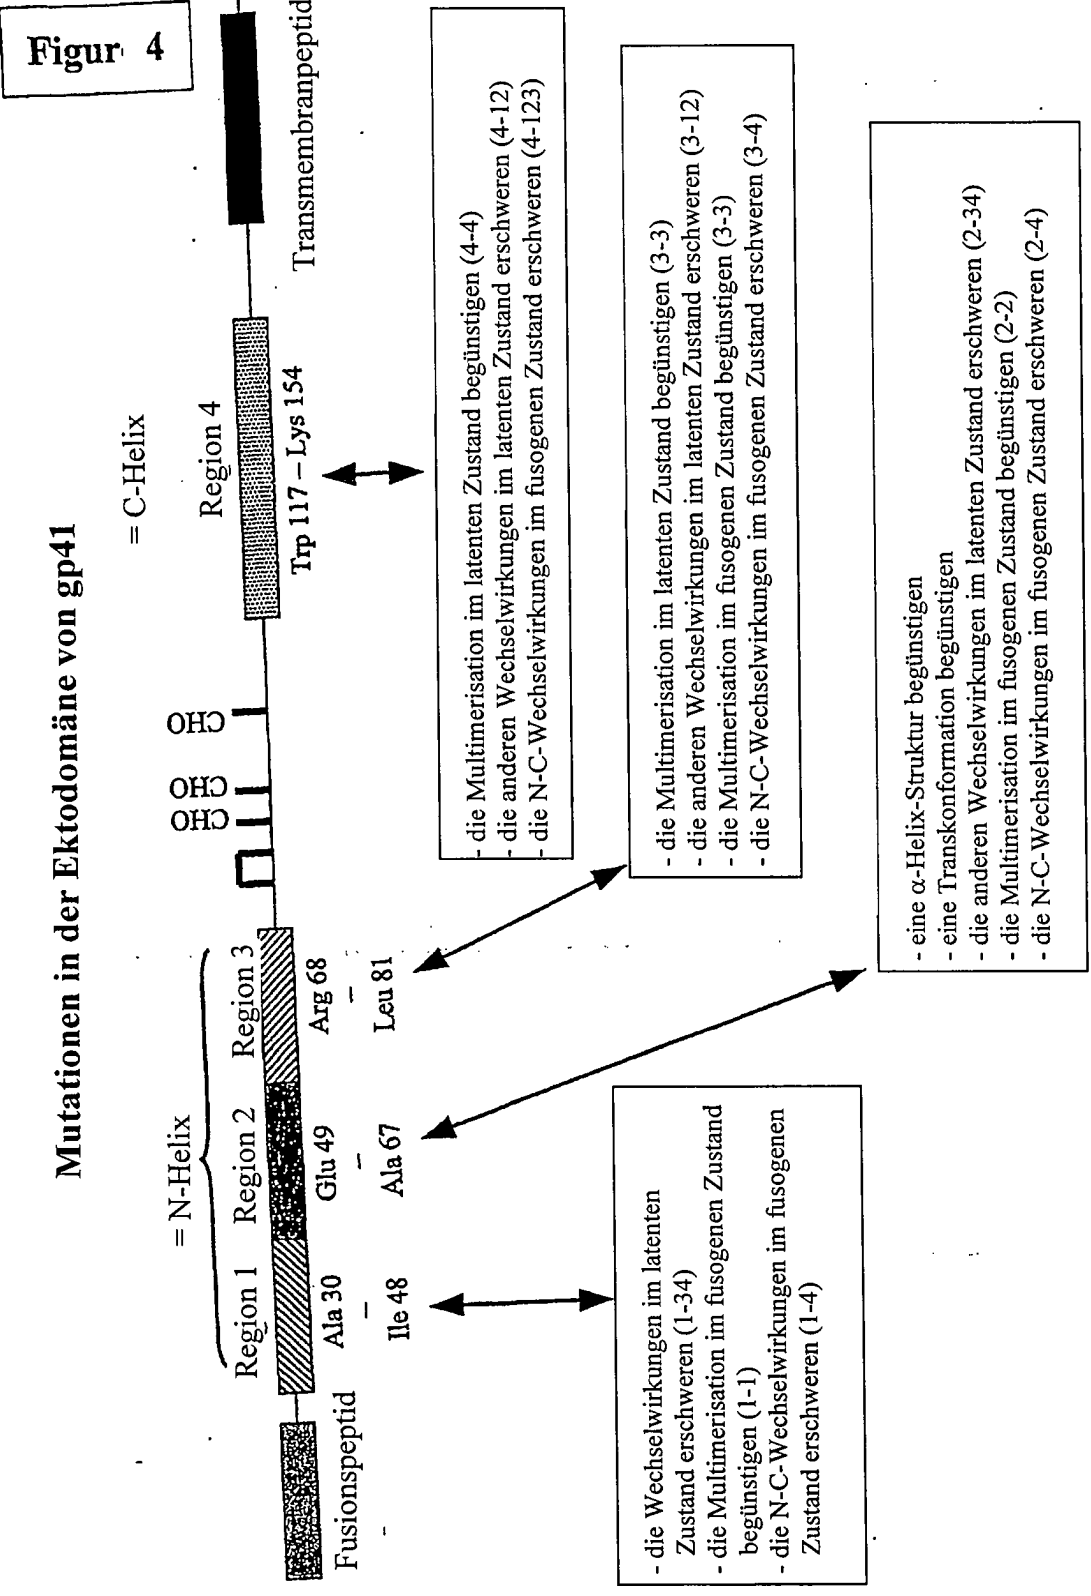 Figur 4
Mutationen in der Ektodomäne von gp41
= N-Helix
= C-Helix
Region 1
Region 2
Region 3
CHO
CHO
CHO
Region 4
Fusionspeptid
Ala 30
–
Ile 48
Glu 49
–
Ala 67
Arg 68
–
Leu 81
Trp 117 – Lys 154
Transmembranpeptid
- die Wechselwirkungen im latenten
Zustand erschweren (1-34)
- die Multimerisation im fusogenen Zustand
begünstigen (1-1)
- die N-C-Wechselwirkungen im fusogenen
Zustand erschweren (1-4)
- die Multimerisation im latenten Zustand begünstigen (4-4)
- die anderen Wechselwirkungen im latenten Zustand erschweren (4-12)
- die N-C-Wechselwirkungen im fusogenen Zustand erschweren (4-123)
- die Multimerisation im latenten Zustand begünstigen (3-3)
- die anderen Wechselwirkungen im latenten Zustand erschweren (3-12)
- die Multimerisation im fusogenen Zustand begünstigen (3-3)
- die N-C-Wechselwirkungen im fusogenen Zustand erschweren (3-4)
- eine α-Helix-Struktur begünstigen
- eine Transkonformation begünstigen
- die anderen Wechselwirkungen im latenten Zustand erschweren (2-34)
- die Multimerisation im fusogenen Zustand begünstigen (2-2)
- die N-C-Wechselwirkungen im fusogenen Zustand erschweren (2-4)